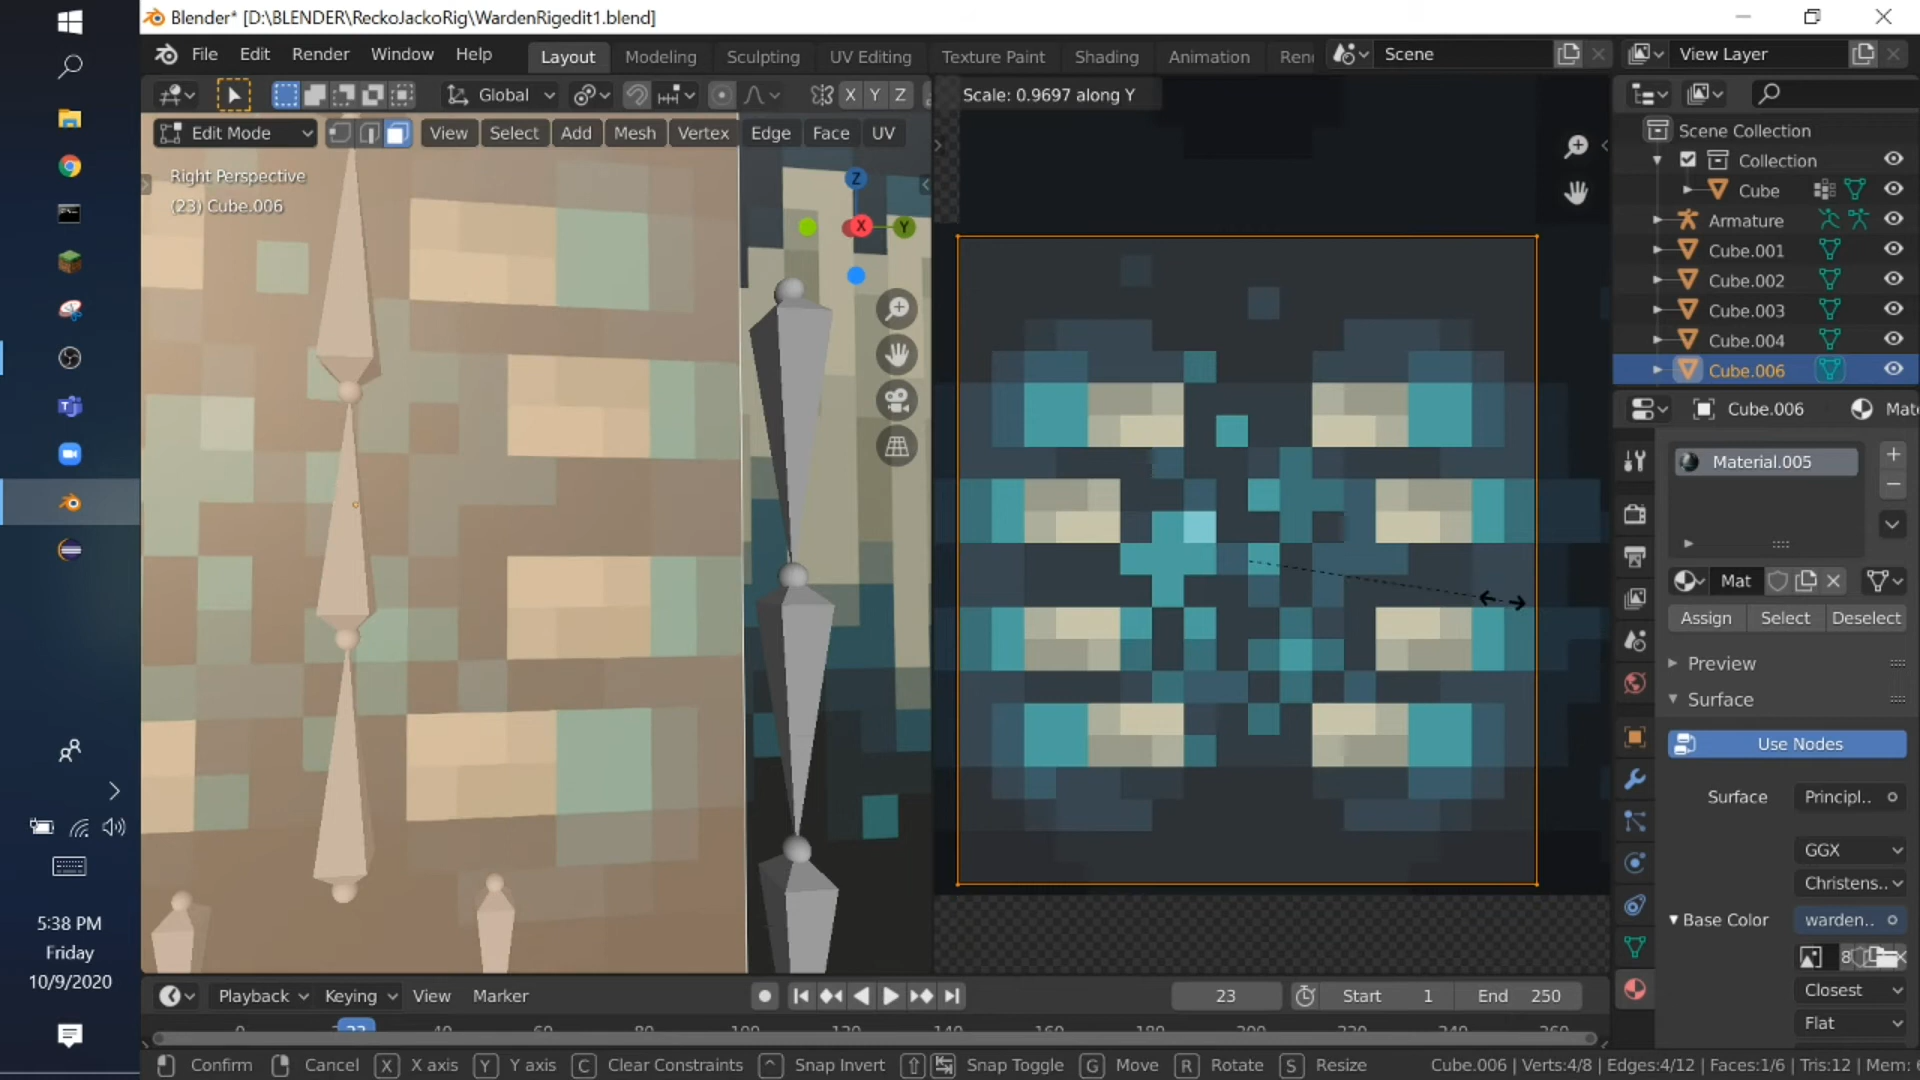 Blender* [D:\BLENDER\ReckoJackoRig\WardenRigedit1.blend]
File Edit Render Window Help Layout Modeling Sculpting UV Editing Texture Paint Shading Animation Ren Scene View Layer
Global X Y Z Scale: 0.9697 along Y
Edit Mode View Select Add Mesh Vertex Edge Face UV
Right Perspective
(23) Cube.006
Z
X
Y
Scene Collection
Collection
Cube
Armature
Cube.001
Cube.002
Cube.003
Cube.004
Cube.006
Cube.006 Mat
Material.005
Mat
Assign Select Deselect
Preview
Surface
Use Nodes
Surface Principl..
GGX
Christens..
Base Color warden..
8
Closest
Flat
5:38 PM
Friday
10/9/2020
Playback Keying View Marker 23 Start 1 End 250
Confirm Cancel X X axis Y Y axis C Clear Constraints ^ Snap Invert Snap Toggle G Move R Rotate S Resize Cube.006 | Verts:4/8 | Edges:4/12 | Faces:1/6 | Tris:12 | Mem: